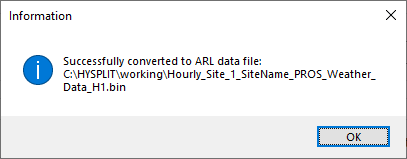 Information
Successfully converted to ARL data file:
C:\HYSPLIT\working\Hourly_Site_1_SiteName_PROS_Weather_
Data_H1.bin
OK